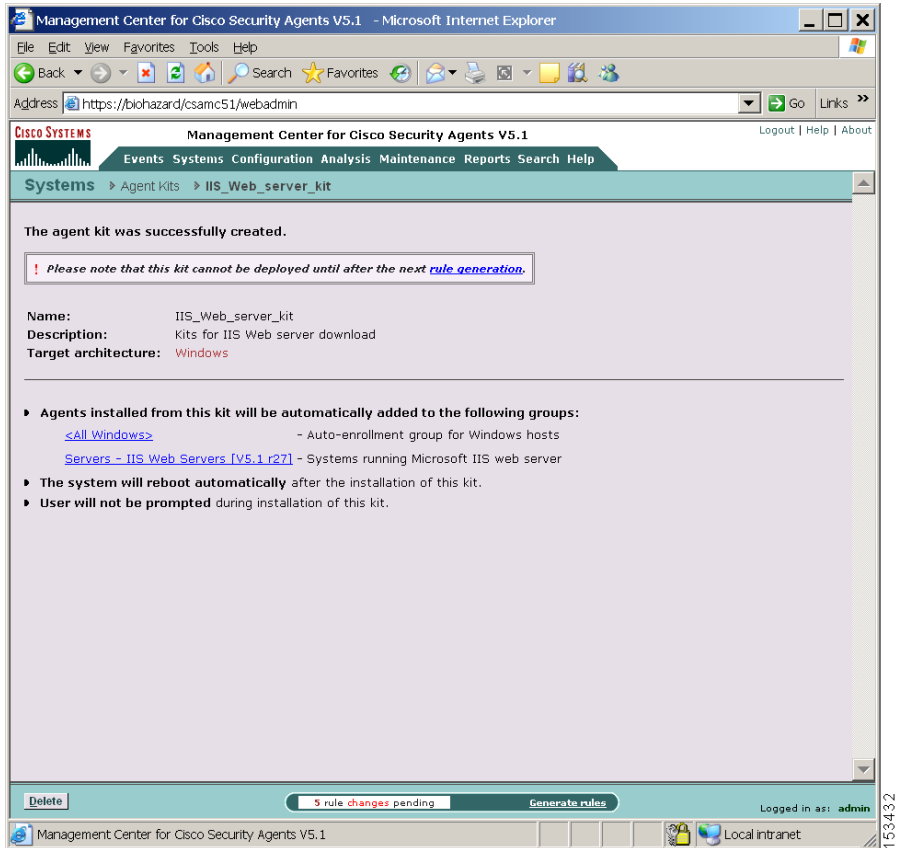 Management Center for Cisco Security Agents V5.1 - Microsoft Internet Explorer
File Edit View Favorites Tools Help
Back Search Favorites
Address https://biohazard/csamc51/webadmin Go Links »
CISCO SYSTEMS
Management Center for Cisco Security Agents V5.1
Logout | Help | About
Events Systems Configuration Analysis Maintenance Reports Search Help
Systems Agent Kits IIS_Web_server_kit
The agent kit was successfully created.
! Please note that this kit cannot be deployed until after the next rule generation.
Name: IIS_Web_server_kit
Description: Kits for IIS Web server download
Target architecture: Windows
Agents installed from this kit will be automatically added to the following groups:
<All Windows> - Auto-enrollment group for Windows hosts
Servers - IIS Web Servers [V5.1 r27] - Systems running Microsoft IIS web server
The system will reboot automatically after the installation of this kit.
User will not be prompted during installation of this kit.
Delete 5 rule changes pending Generate rules Logged in as: admin
Management Center for Cisco Security Agents V5.1 Local intranet
153432